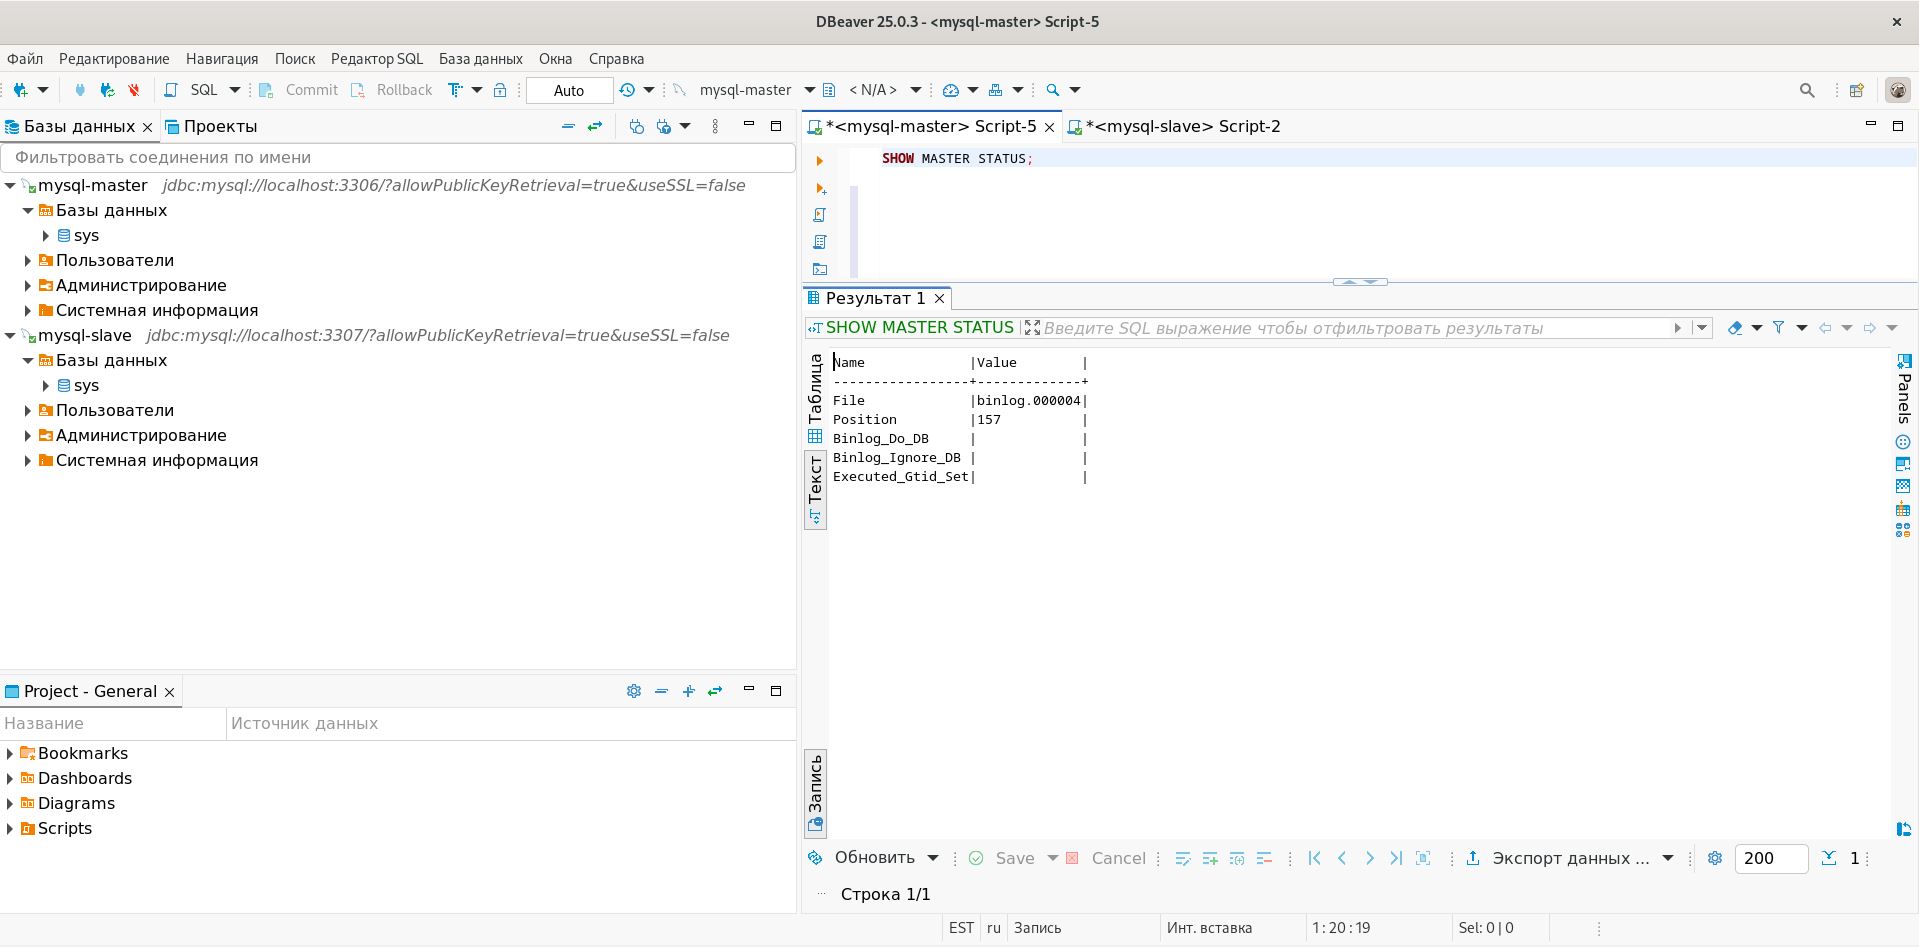 DBeaver 25.0.3 - <mysql-master> Script-5
Файл Редактирование Навигация Поиск Редактор SQL База данных Окна Справка
SQL Commit Rollback Auto mysql-master < N/A >
Базы данных Проекты
Фильтровать соединения по имени
mysql-master jdbc:mysql://localhost:3306/?allowPublicKeyRetrieval=true&useSSL=false
Базы данных
sys
Пользователи
Администрирование
Системная информация
mysql-slave jdbc:mysql://localhost:3307/?allowPublicKeyRetrieval=true&useSSL=false
Базы данных
sys
Пользователи
Администрирование
Системная информация
Project - General
Название Источник данных
Bookmarks
Dashboards
Diagrams
Scripts
*<mysql-master> Script-5 *<mysql-slave> Script-2
SHOW MASTER STATUS;
Результат 1
SHOW MASTER STATUS Введите SQL выражение чтобы отфильтровать результаты
Таблица
Текст
Запись
Name             |Value        |
-----------------+-------------+
File             |binlog.000004|
Position         |157          |
Binlog_Do_DB     |             |
Binlog_Ignore_DB |             |
Executed_Gtid_Set|             |
Panels
Обновить Save Cancel Экспорт данных ... 200 1
Строка 1/1
EST ru Запись Инт. вставка 1 : 20 : 19 Sel: 0 | 0